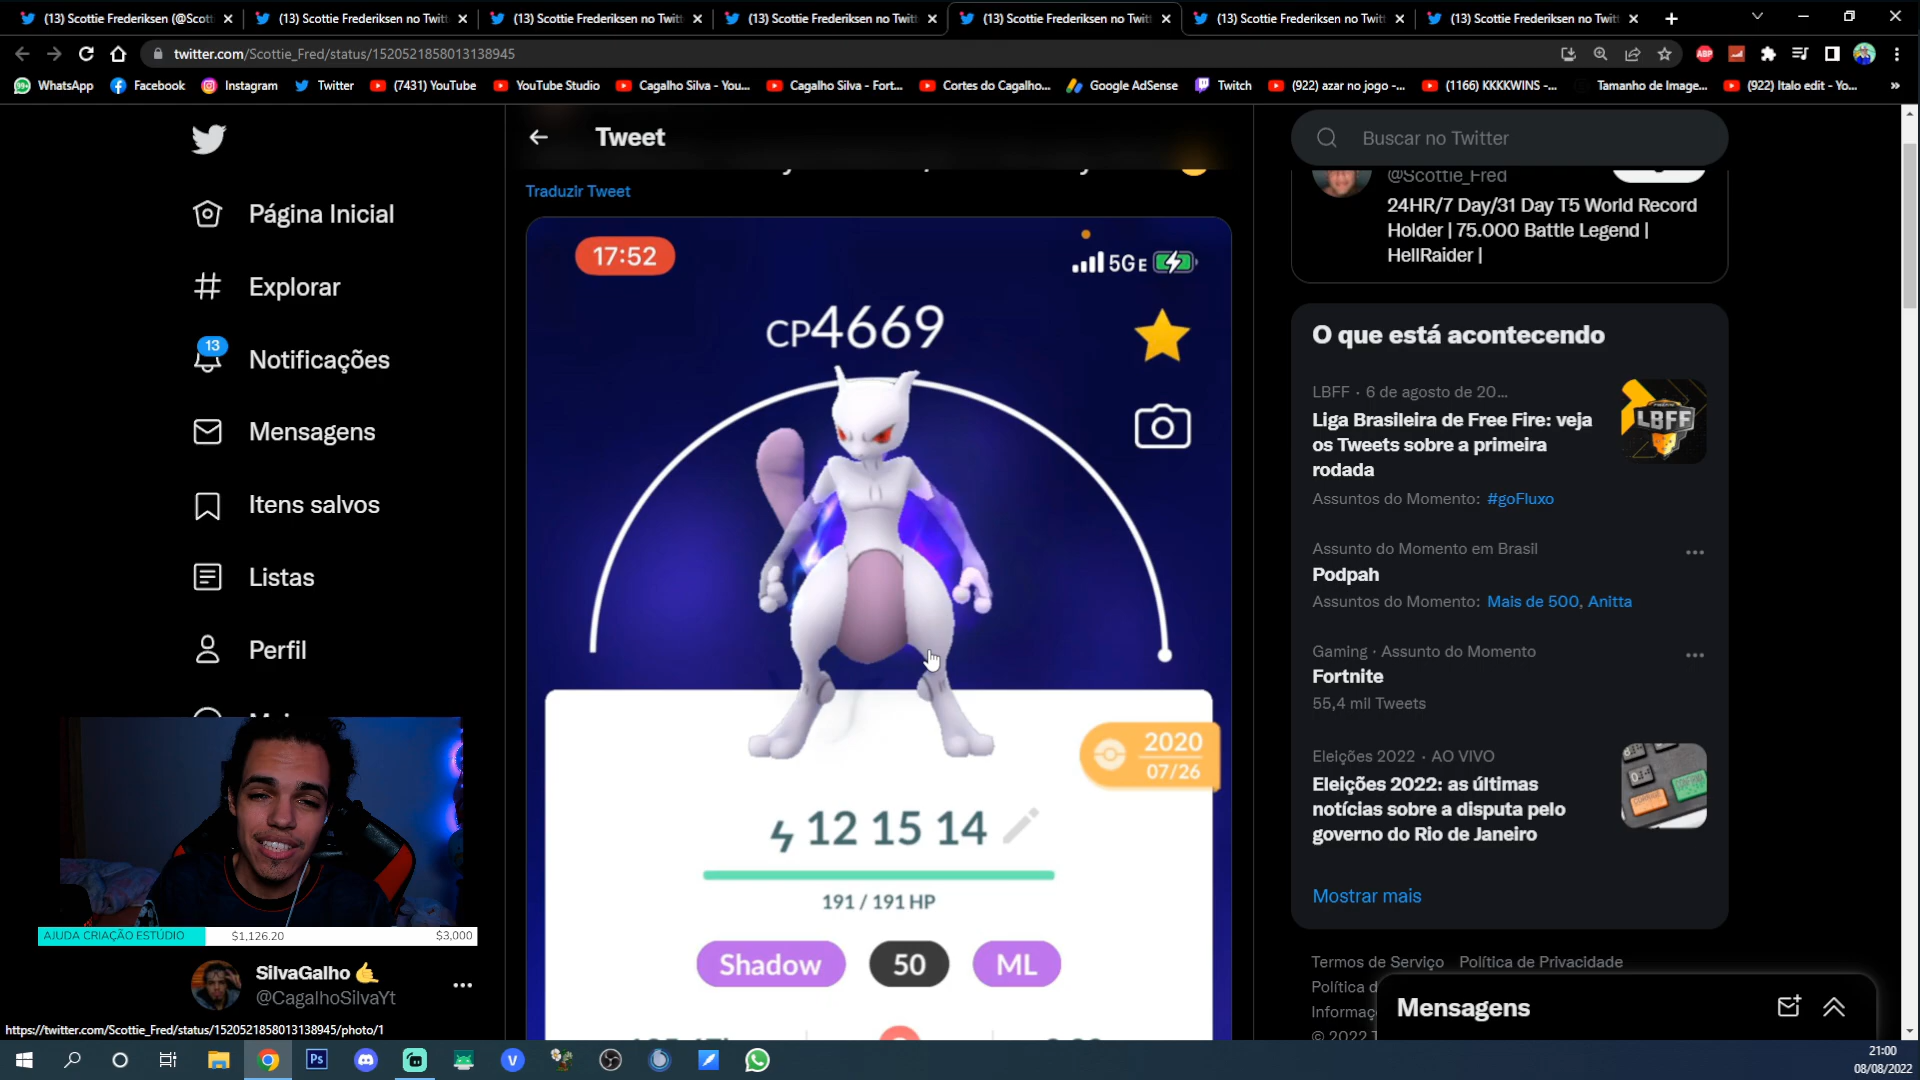 (13) Scottie Frederiksen (@Scott
(13) Scottie Frederiksen no Twitt
(13) Scottie Frederiksen no Twitt
(13) Scottie Frederiksen no Twitt
(13) Scottie Frederiksen no Twitt
(13) Scottie Frederiksen no Twitt
(13) Scottie Frederiksen no Twitt
twitter.com/Scottie_Fred/status/1520521858013138945
ABP
WhatsApp
Facebook
Instagram
Twitter
(7431) YouTube
YouTube Studio
Cagalho Silva - You...
Cagalho Silva - Fort...
Cortes do Cagalho...
Google AdSense
Twitch
(922) azar no jogo -...
(1166) KKKKWINS -...
Tamanho de Image...
(922) Italo edit - Yo...
»
Página Inicial
Explorar
13
Notificações
Mensagens
Itens salvos
Listas
Perfil
AJUDA CRIAÇÃO ESTÚDIO
$1,126.20
$3,000
SilvaGalho
@CagalhoSilvaYt
https://twitter.com/Scottie_Fred/status/1520521858013138945/photo/1
Tweet
Traduzir Tweet
17:52
5GE
CP4669
2020
07/26
12 15 14
191 / 191 HP
Shadow
50
ML
Buscar no Twitter
@Scottie_Fred
24HR/7 Day/31 Day T5 World Record
Holder | 75.000 Battle Legend |
HellRaider |
O que está acontecendo
LBFF · 6 de agosto de 20...
Liga Brasileira de Free Fire: veja
os Tweets sobre a primeira
rodada
LBFF
Assuntos do Momento: #goFluxo
Assunto do Momento em Brasil
Podpah
Assuntos do Momento: Mais de 500, Anitta
Gaming · Assunto do Momento
Fortnite
55,4 mil Tweets
Eleições 2022 · AO VIVO
Eleições 2022: as últimas
notícias sobre a disputa pelo
governo do Rio de Janeiro
Mostrar mais
Termos de Serviço Política de Privacidade
Política d
Informaç
© 2022
Mensagens
Ps
21:00
08/08/2022